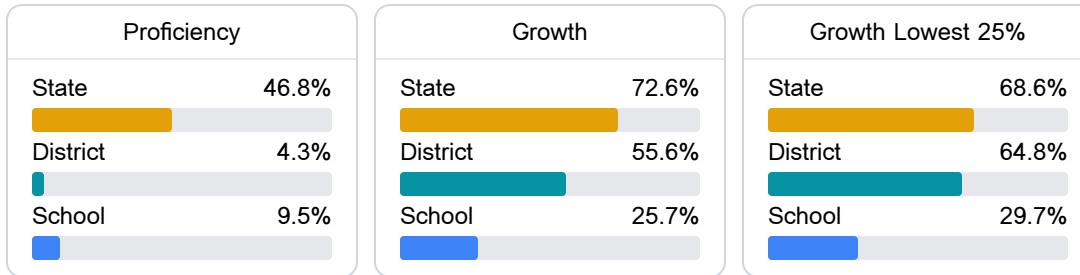 Proficiency
State 46.8%
District 4.3%
School 9.5%
Growth
State 72.6%
District 55.6%
School 25.7%
Growth Lowest 25%
State 68.6%
District 64.8%
School 29.7%